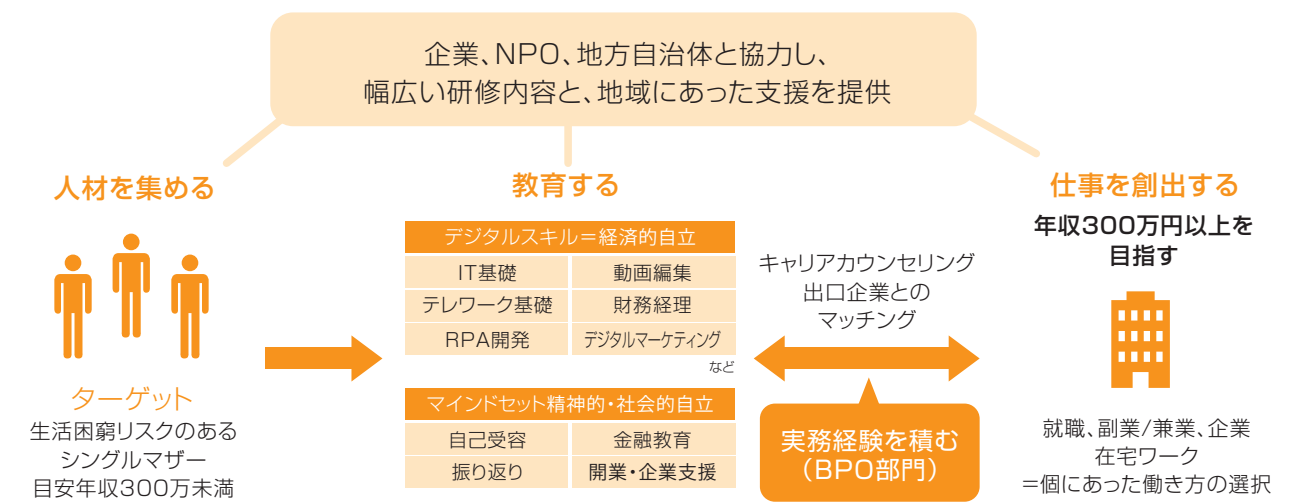 企業、NPO、地方自治体と協力し、
幅広い研修内容と、地域にあった支援を提供
人材を集める
ターゲット
生活困窮リスクのある
シングルマザー
目安年収300万未満
教育する
デジタルスキル＝経済的自立
IT基礎
動画編集
テレワーク基礎
財務経理
RPA開発
デジタルマーケティング
など
マインドセット精神的・社会的自立
自己受容
金融教育
振り返り
開業・企業支援
キャリアカウンセリング
出口企業との
マッチング
実務経験を積む
（BPO部門）
仕事を創出する
年収300万円以上を
目指す
就職、副業/兼業、企業
在宅ワーク
=個にあった働き方の選択